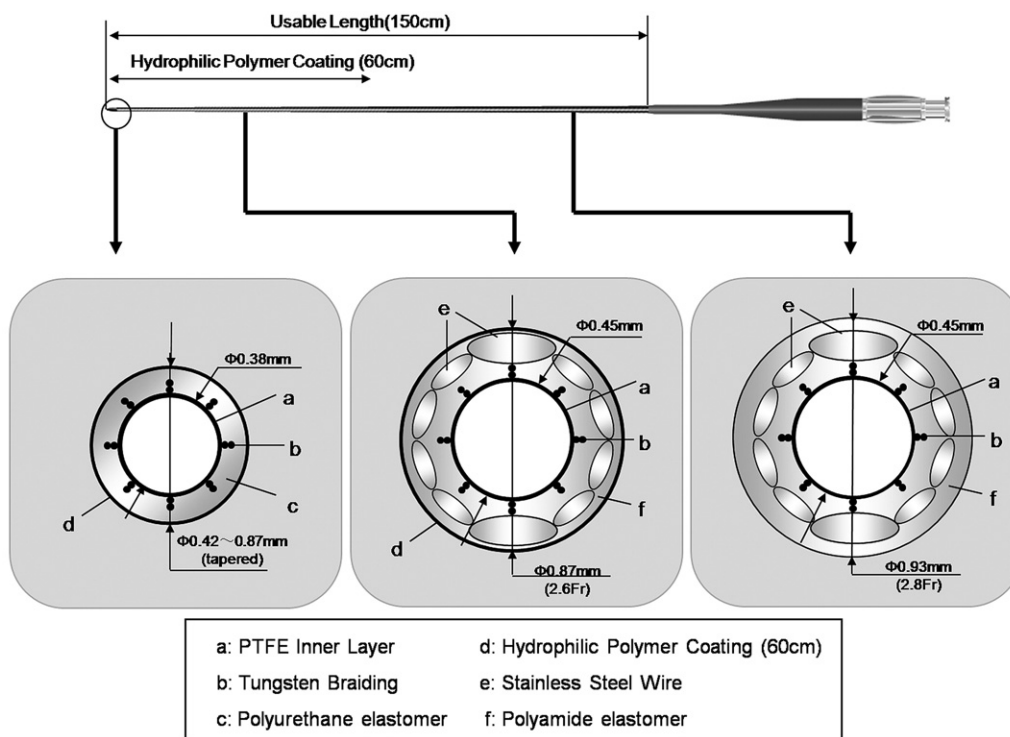 Usable Length(150cm)
Hydrophilic Polymer Coating (60cm)
Φ0.38mm
a
b
c
d
Φ0.42～0.87mm
(tapered)
e
Φ0.45mm
a
b
f
d
Φ0.87mm
(2.6Fr)
e
Φ0.45mm
a
b
f
Φ0.93mm
(2.8Fr)
a: PTFE Inner Layer
d: Hydrophilic Polymer Coating (60cm)
b: Tungsten Braiding
e: Stainless Steel Wire
c: Polyurethane elastomer
f: Polyamide elastomer